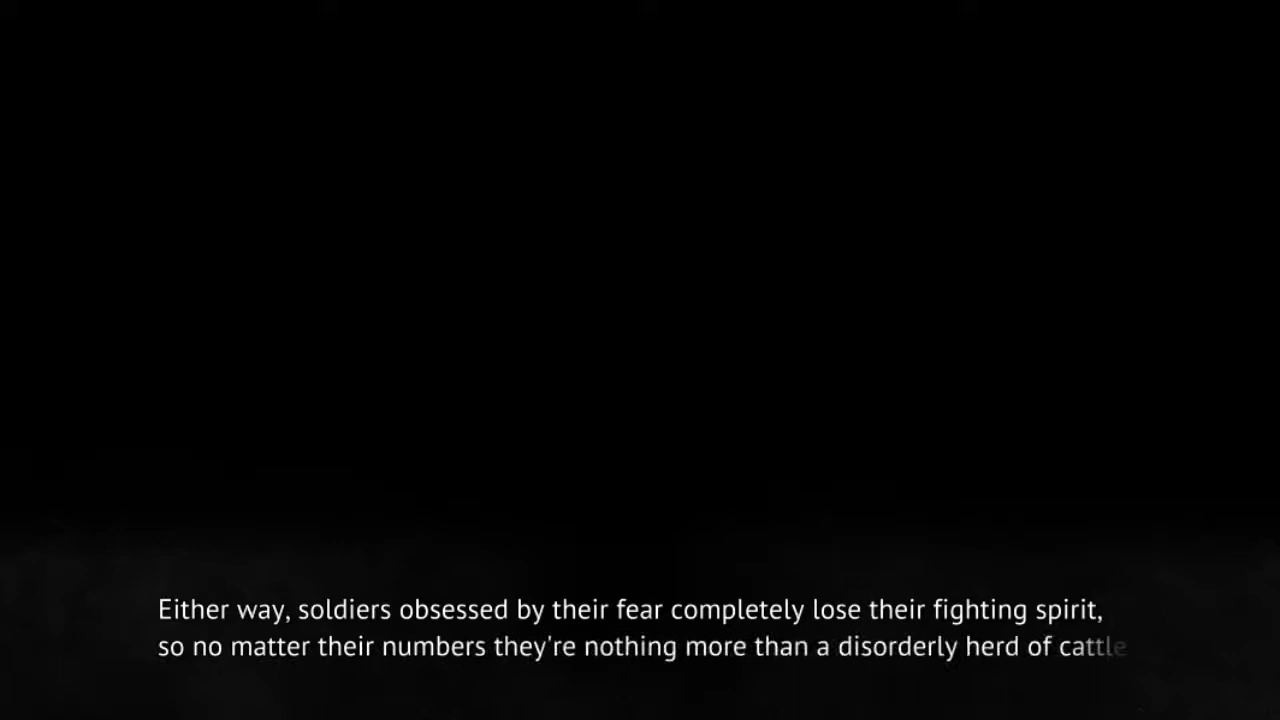 Either way, soldiers obsessed by their fear completely lose their fighting spirit,
so no matter their numbers they're nothing more than a disorderly herd of cattle